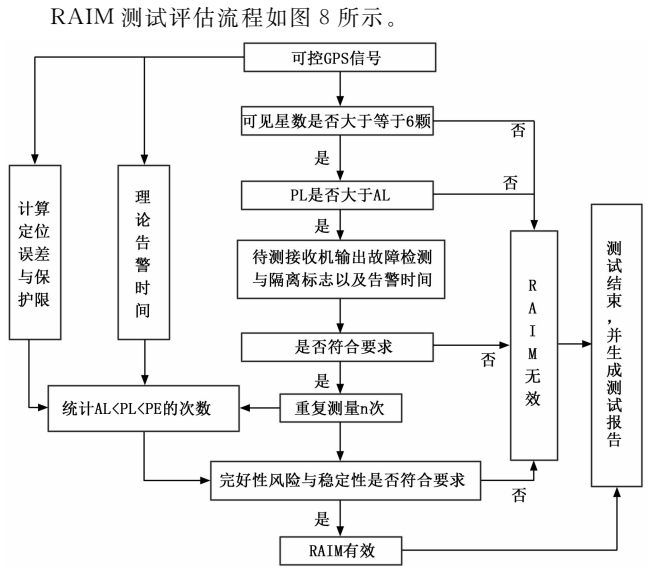 RAIM 测试评估流程如图 8 所示。
可控GPS信号
可见星数是否大于等于6颗
否
是
PL是否大于AL
否
是
计算
定位
误差
与保
护限
理论告警时间
待测接收机输出故障检测
与隔离标志以及告警时间
RAIM无效
测试结束,并生成测试报告
是否符合要求
否
是
统计AL<PL<PE的次数
重复测量n次
完好性风险与稳定性是否符合要求
否
是
RAIM有效